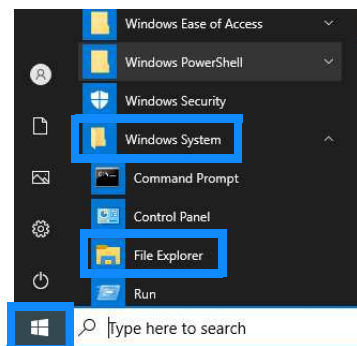 Windows Ease of Access
Windows PowerShell
Windows Security
Windows System
Command Prompt
Control Panel
File Explorer
Run
Type here to search